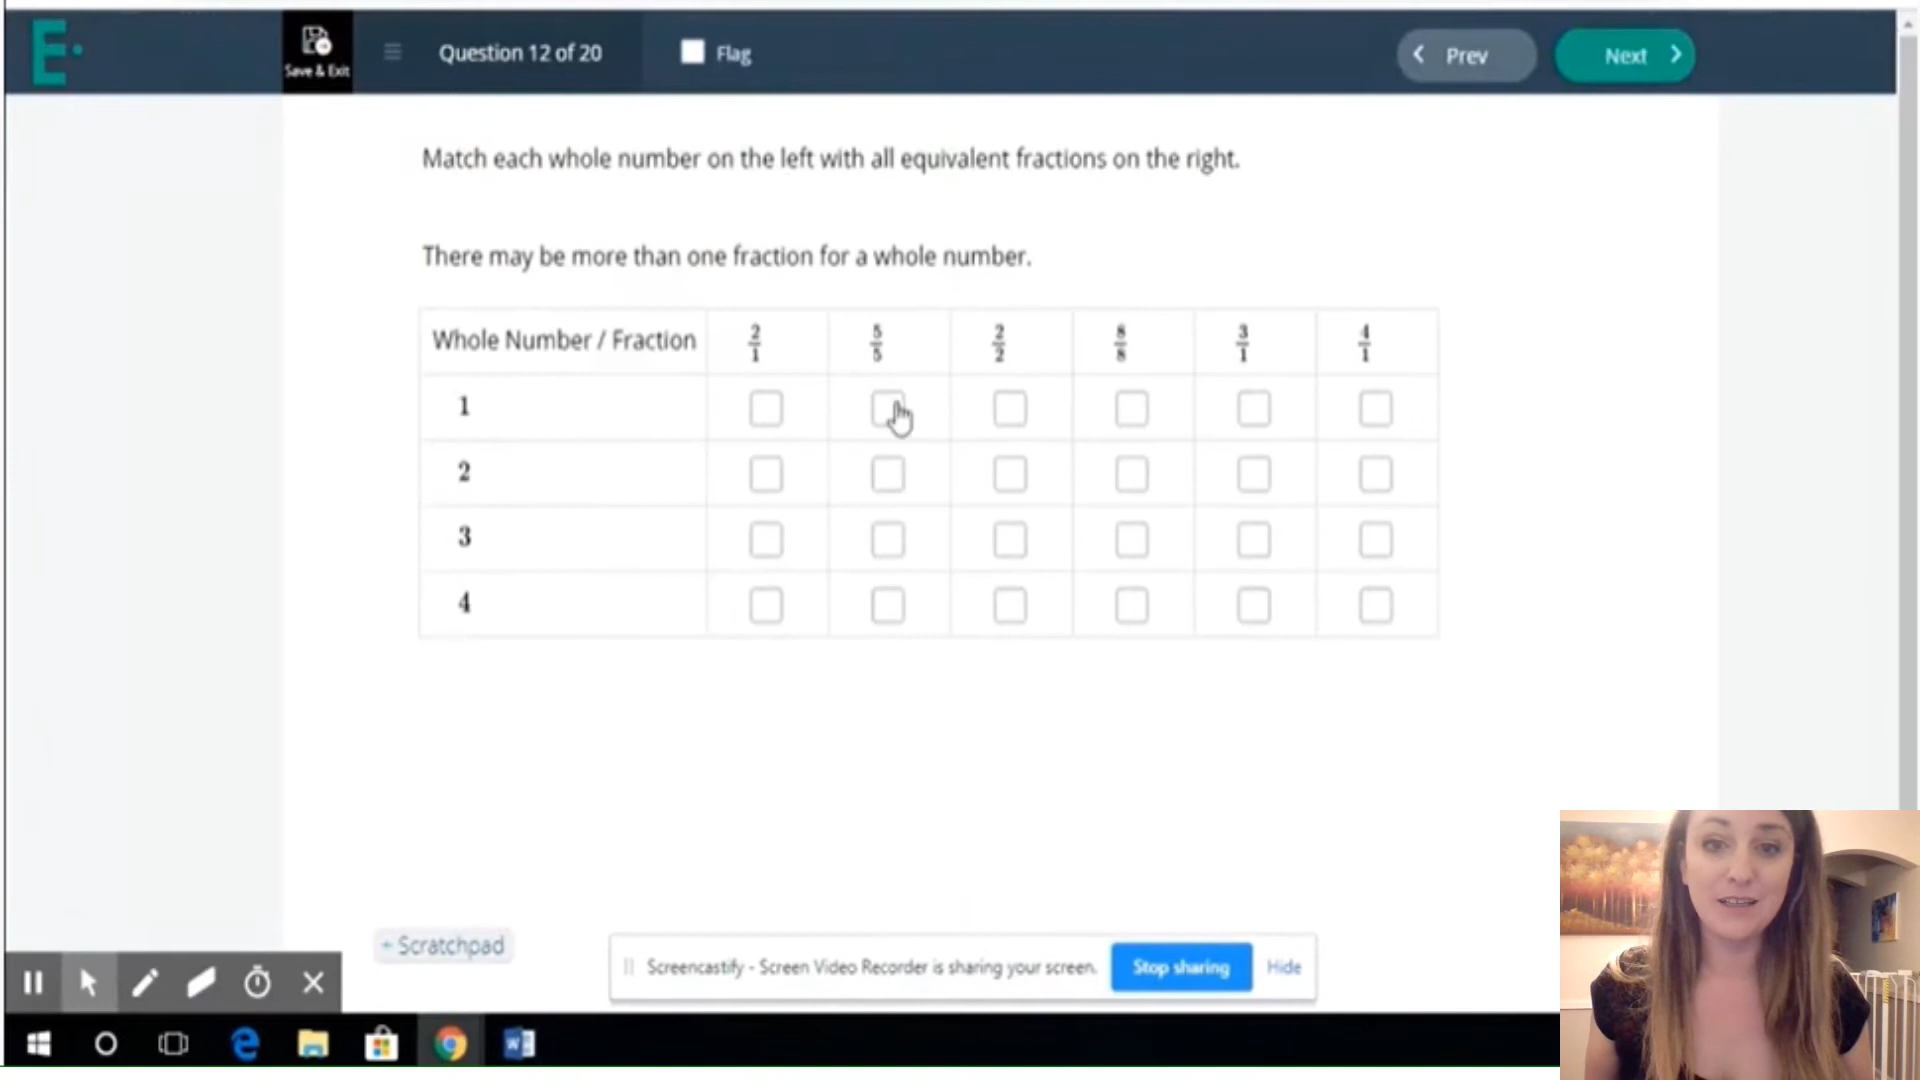 E.
Save & Exit
Question 12 of 20
Flag
Prev
Next
Match each whole number on the left with all equivalent fractions on the right.
There may be more than one fraction for a whole number.
Whole Number / Fraction 2/1 5/5 2/2 8/8 3/1 4/1
1
2
3
4
+ Scratchpad
Screencastify - Screen Video Recorder is sharing your screen. Stop sharing Hide